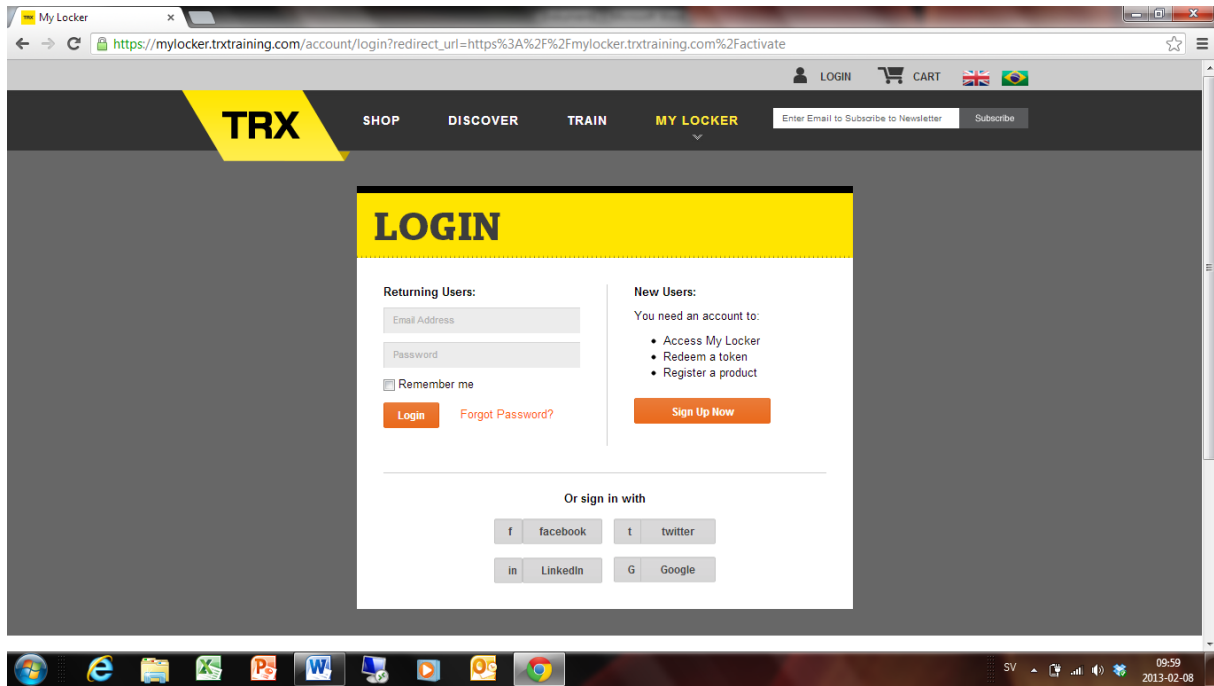 TRX My Locker
https://mylocker.trxtraining.com/account/login?redirect_url=https%3A%2F%2Fmylocker.trxtraining.com%2Factivate
LOGIN CART
TRX SHOP DISCOVER TRAIN MY LOCKER Enter Email to Subscribe to Newsletter Subscribe
LOGIN
Returning Users:
Email Address
Password
Remember me
Login Forgot Password?
New Users:
You need an account to:
• Access My Locker
• Redeem a token
• Register a product
Sign Up Now
Or sign in with
f facebook t twitter
in LinkedIn G Google
SV 09:59
2013-02-08